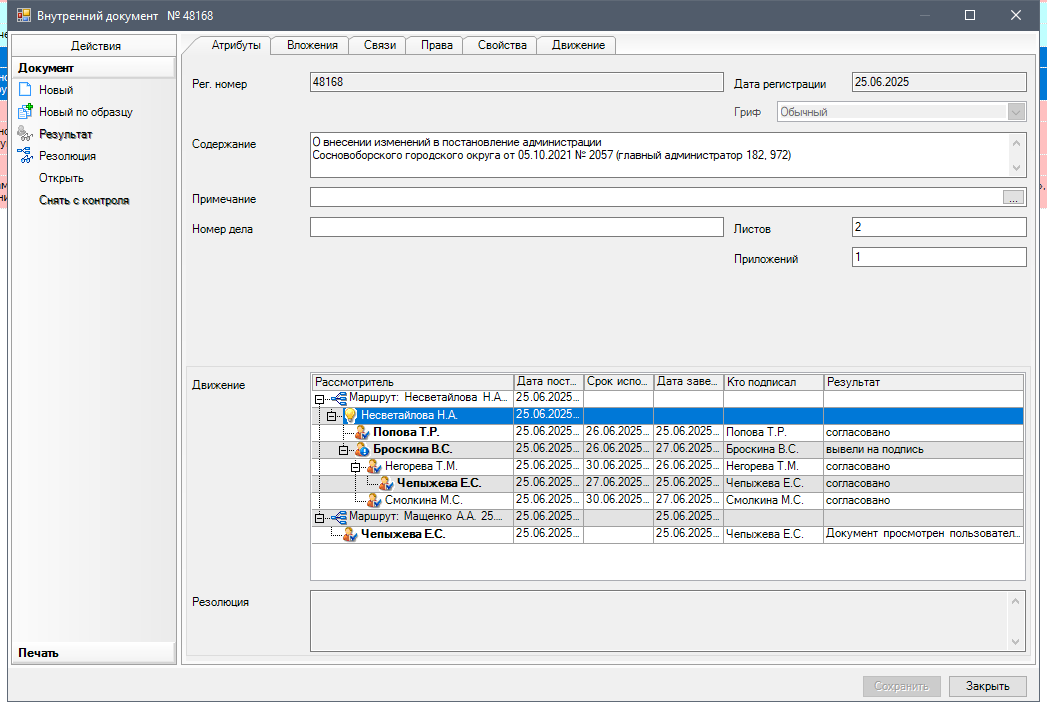 Внутренний документ № 48168
Действия
Документ
Новый
Новый по образцу
Результат
Резолюция
Открыть
Снять с контроля
Печать
Атрибуты Вложения Связи Права Свойства Движение
Рег. номер 48168 Дата регистрации 25.06.2025
Гриф Обычный
Содержание О внесении изменений в постановление администрации
Сосновоборского городского округа от 05.10.2021 № 2057 (главный администратор 182, 972)
Примечание ...
Номер дела Листов 2
Приложений 1
Движение
Рассмотритель Дата пост... Срок испо... Дата заве... Кто подписал Результат
Маршрут: Несветайлова Н.А... 25.06.2025...
Несветайлова Н.А. 25.06.2025...
Попова Т.Р. 25.06.2025... 26.06.2025... 25.06.2025... Попова Т.Р. согласовано
Броскина В.С. 25.06.2025... 26.06.2025... 27.06.2025... Броскина В.С. вывели на подпись
Негорева Т.М. 25.06.2025... 30.06.2025... 26.06.2025... Негорева Т.М. согласовано
Чепыжева Е.С. 25.06.2025... 27.06.2025... 25.06.2025... Чепыжева Е.С. согласовано
Смолкина М.С. 25.06.2025... 30.06.2025... 27.06.2025... Смолкина М.С. согласовано
Маршрут: Мащенко А.А. 25.... 25.06.2025... 25.06.2025...
Чепыжева Е.С. 25.06.2025... 25.06.2025... Чепыжева Е.С. Документ просмотрен пользовател...
Резолюция
Сохранить Закрыть